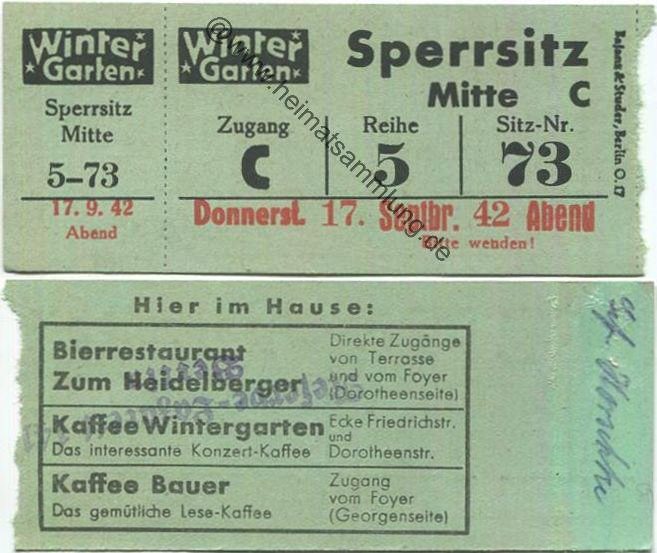 Winter
Garten
Sperrsitz
Mitte
5-73
17. 9. 42
Abend
Winter
Garten
Sperrsitz
Mitte C
Zugang
C
Reihe
5
Sitz-Nr.
73
Donnerst. 17. Septbr. 42 Abend
Bitte wenden!
& Studer, Berlin O. 17
@www.heimatsammlung.de
Hier im Hause:
Bierrestaurant
Zum Heidelberger
Direkte Zugänge
von Terrasse
und vom Foyer
(Dorotheenseite)
Kaffee Wintergarten
Das interessante Konzert-Kaffee
Ecke Friedrichstr.
und
Dorotheenstr.
Kaffee Bauer
Das gemütliche Lese-Kaffee
Zugang
vom Foyer
(Georgenseite)